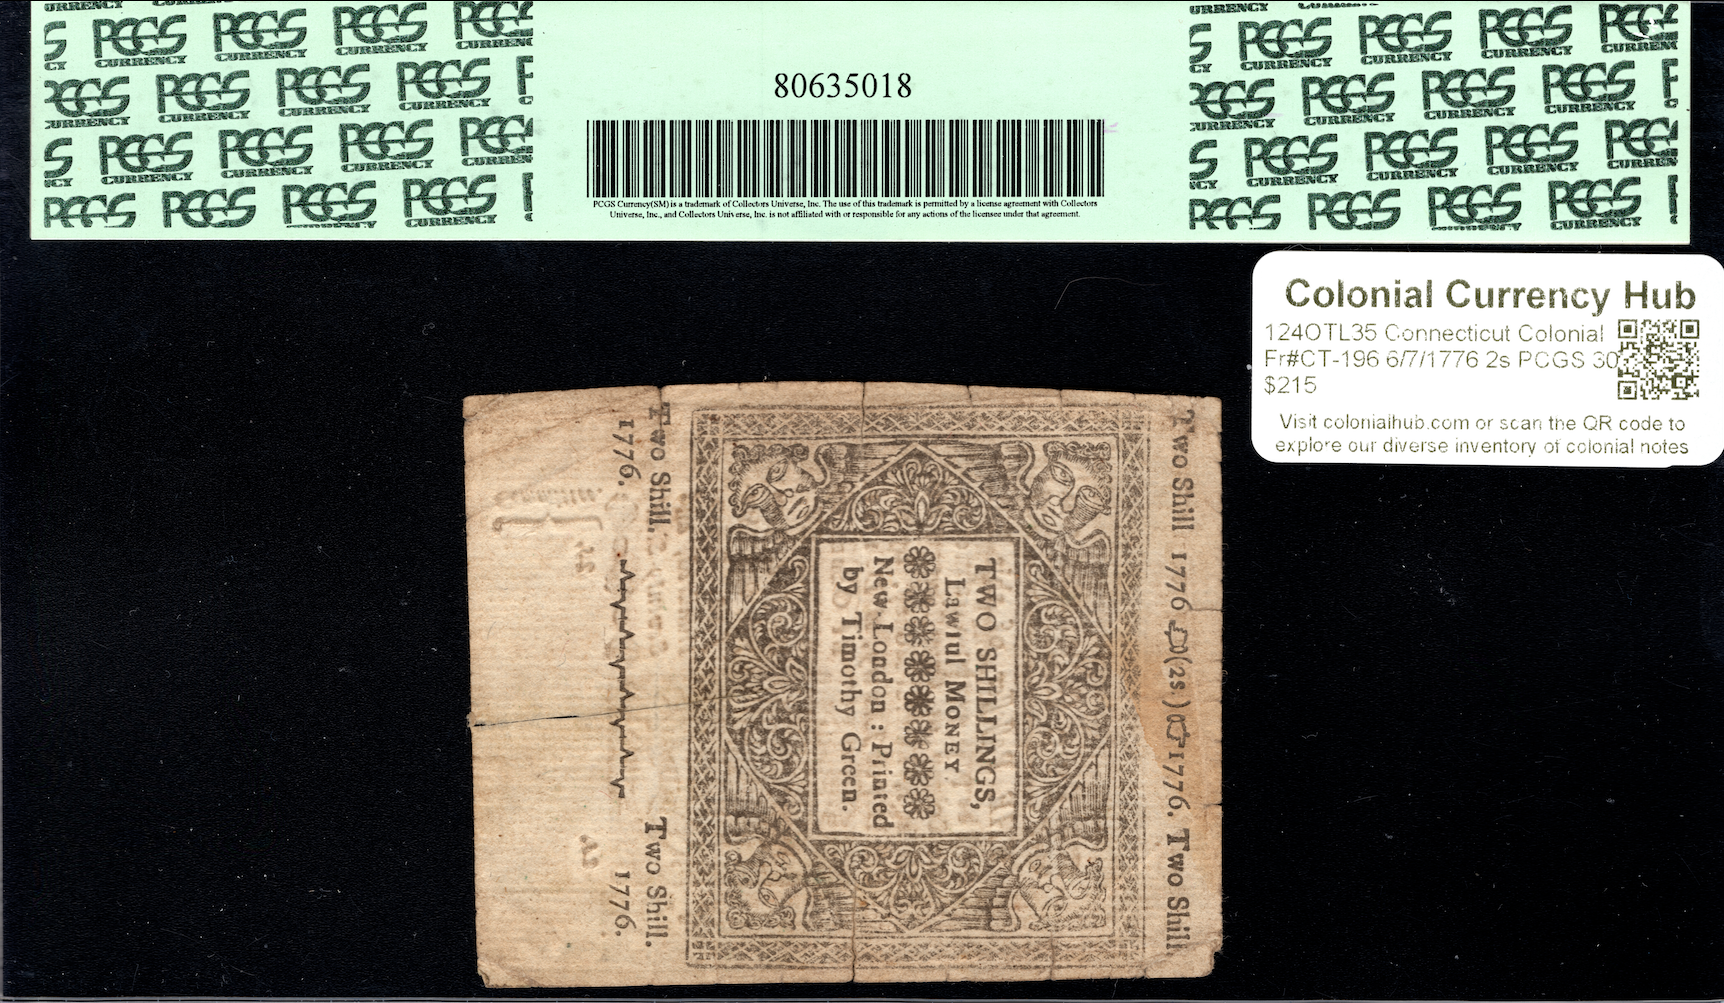 PCGS CURRENCY
80635018
PCGS Currency(SM) is a trademark of Collectors Universe, Inc. The use of this trademark is permitted by a license agreement with Collectors
Universe, Inc., and Collectors Universe, Inc. is not affiliated with or responsible for any actions of the licensee under that agreement.
Colonial Currency Hub
124OTL35 Connecticut Colonial
Fr#CT-196 6/7/1776 2s PCGS 30
$215
Visit colonialhub.com or scan the QR code to
explore our diverse inventory of colonial notes
Two Shill 1776 (2s) 1776. Two Shill
TWO SHILLINGS,
Lawful MONEY
New-London: Printed
by Timothy Green.
Two Shill. Two Shill.
1776. 1776.